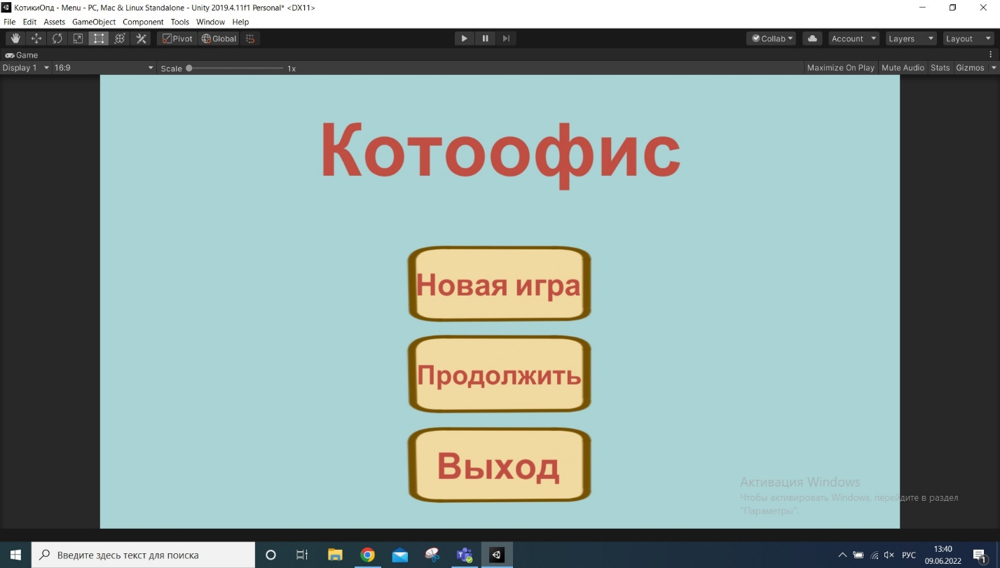 КотикиОпд - Menu - PC, Mac & Linux Standalone - Unity 2019.4.11f1 Personal* <DX11>
File Edit Assets GameObject Component Tools Window Help
Pivot Global Collab Account Layers Layout
Game
Display 1 16:9 Scale 1x Maximize On Play Mute Audio Stats Gizmos
Котоофис
Новая игра
Продолжить
Выход
Активация Windows
Чтобы активировать Windows, перейдите в раздел
"Параметры".
Введите здесь текст для поиска
РУС
13:40
09.06.2022
1